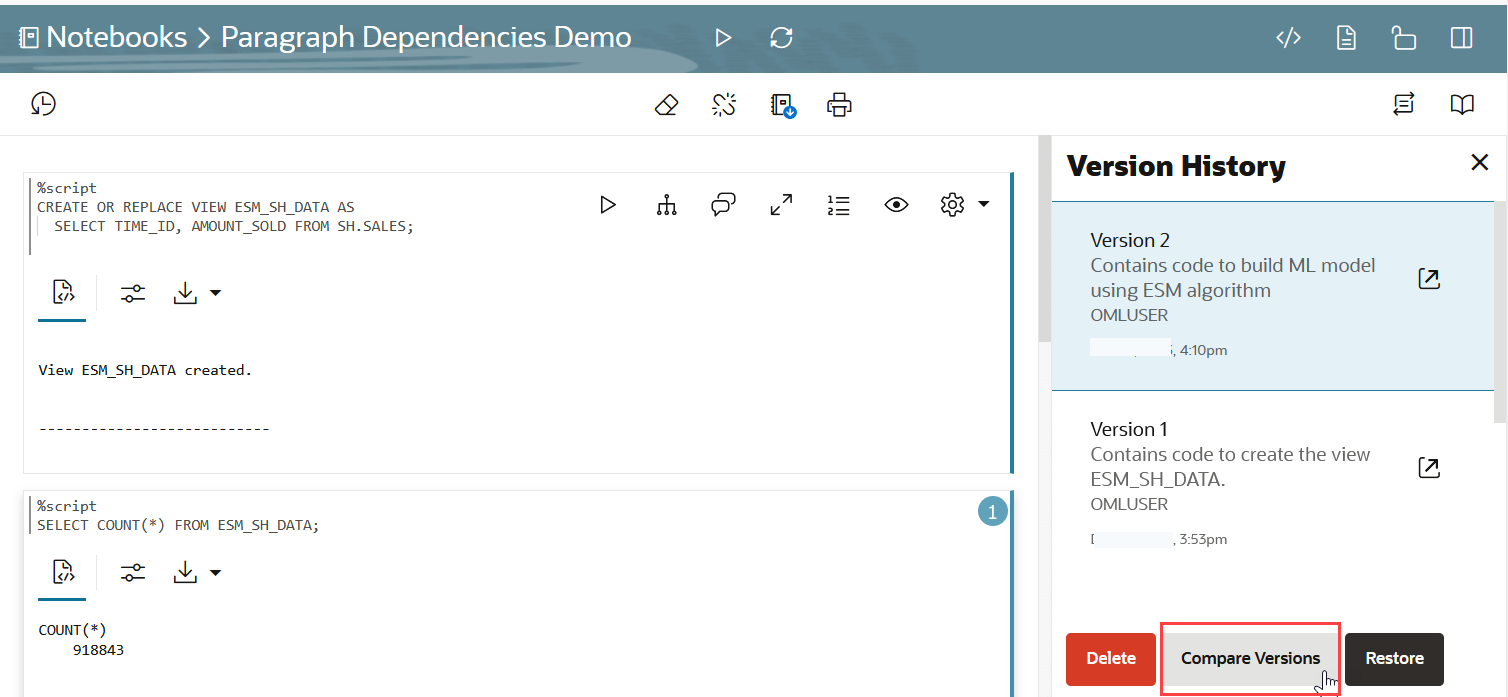 Notebooks > Paragraph Dependencies Demo
%script
CREATE OR REPLACE VIEW ESM_SH_DATA AS
SELECT TIME_ID, AMOUNT_SOLD FROM SH.SALES;
View ESM_SH_DATA created.
---------------------------
%script
SELECT COUNT(*) FROM ESM_SH_DATA;
1
COUNT(*)
918843
Version History
Version 2
Contains code to build ML model
using ESM algorithm
OMLUSER
, 4:10pm
Version 1
Contains code to create the view
ESM_SH_DATA.
OMLUSER
, 3:53pm
Delete
Compare Versions
Restore